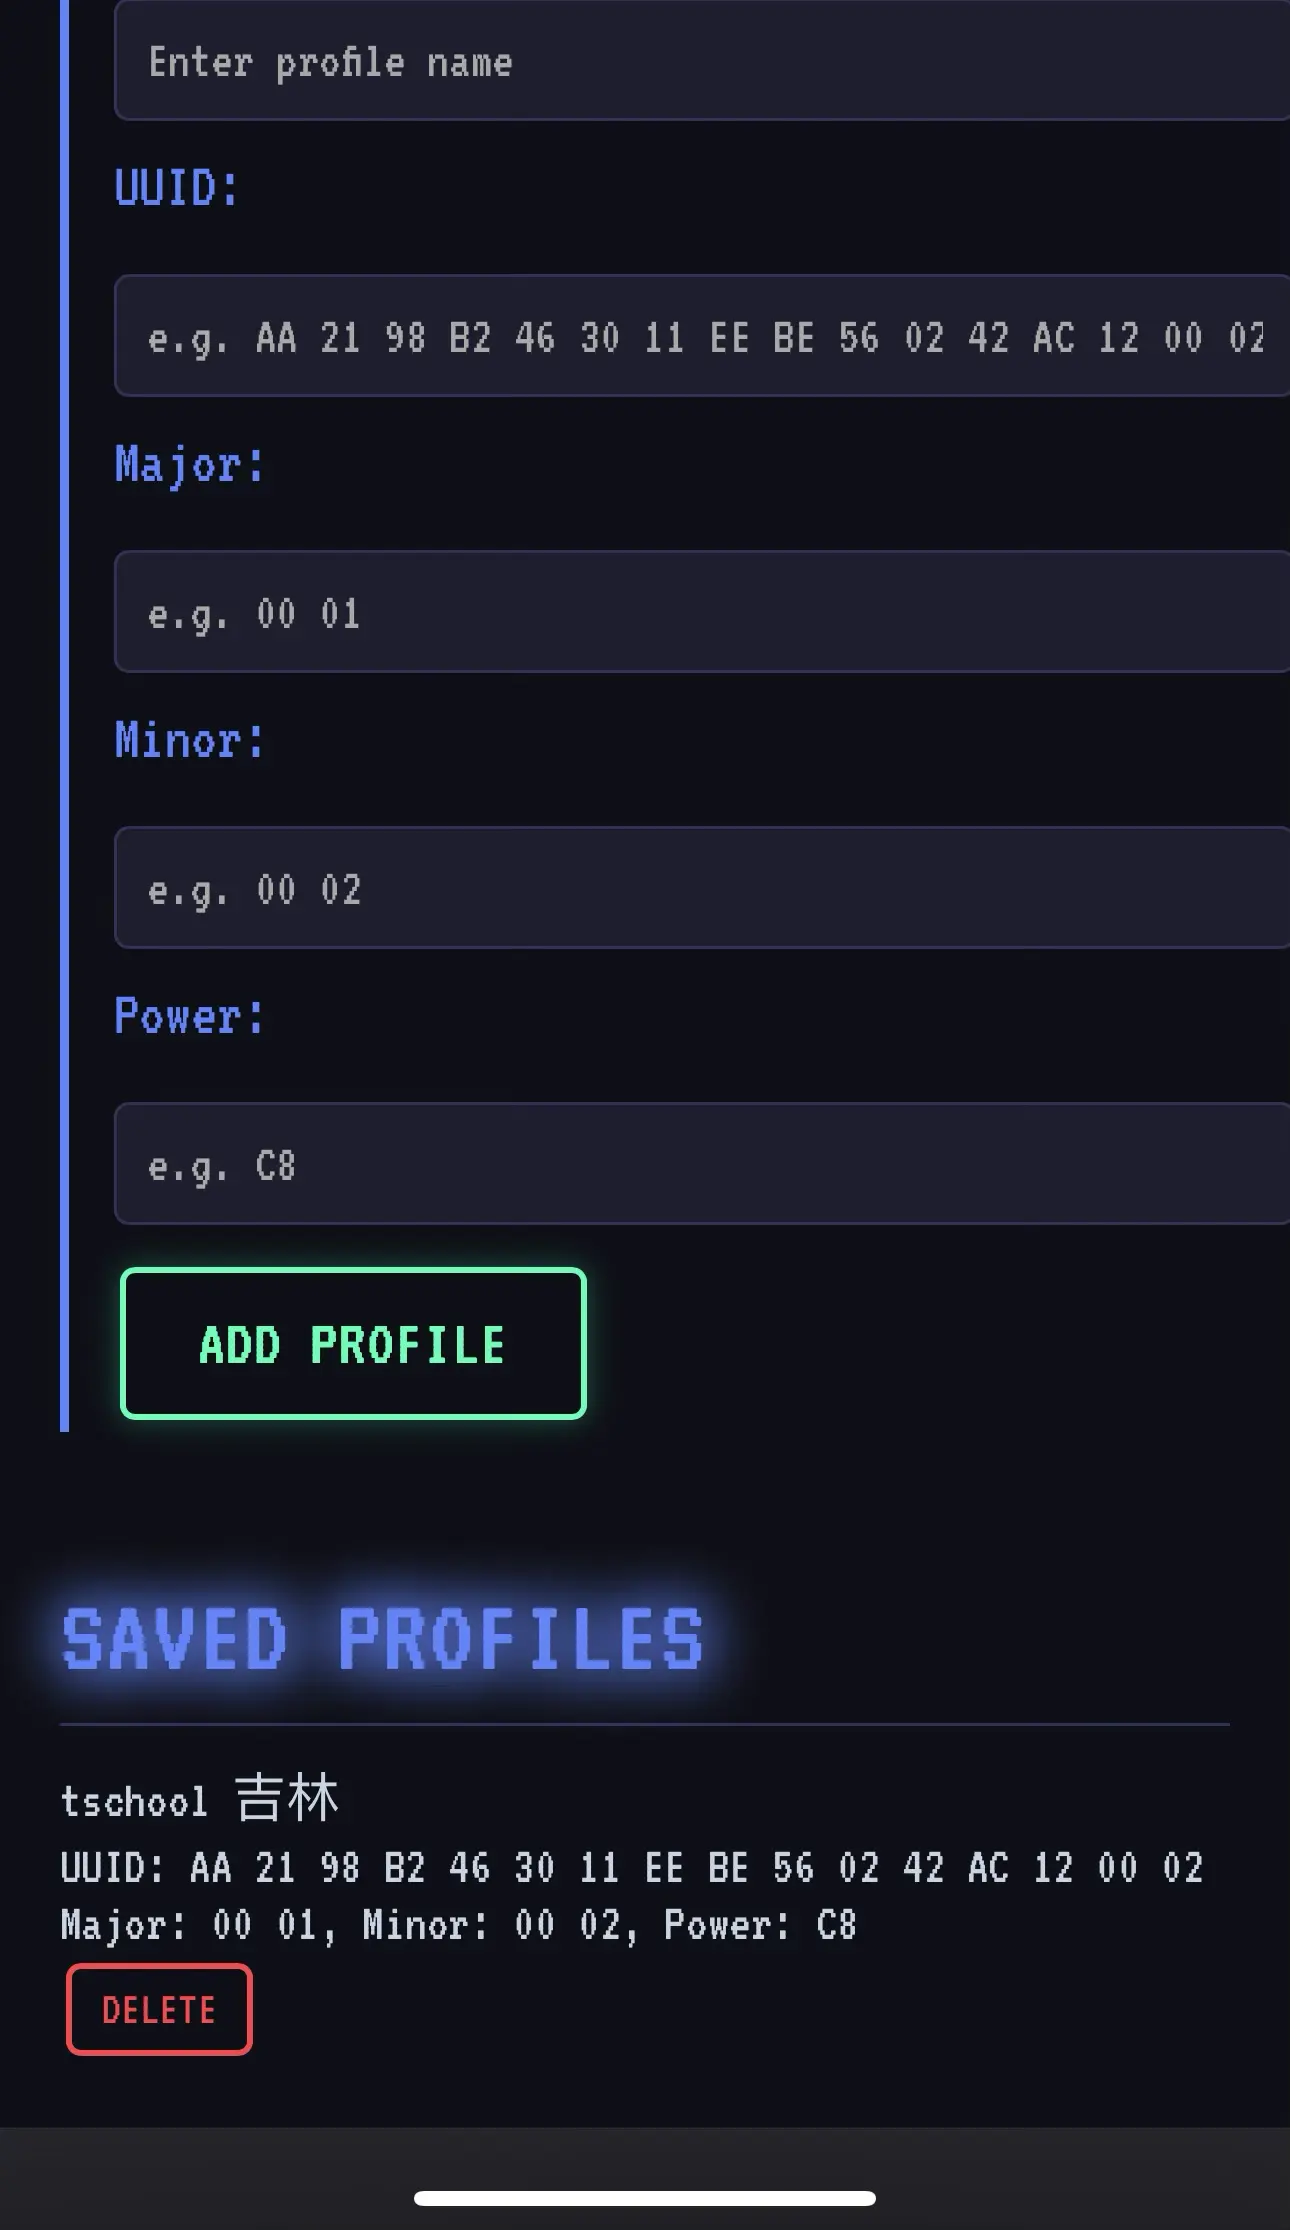 Enter profile name
UUID:
e.g. AA 21 98 B2 46 30 11 EE BE 56 02 42 AC 12 00 02
Major:
e.g. 00 01
Minor:
e.g. 00 02
Power:
e.g. C8
ADD PROFILE
SAVED PROFILES
tschool 吉林
UUID: AA 21 98 B2 46 30 11 EE BE 56 02 42 AC 12 00 02
Major: 00 01, Minor: 00 02, Power: C8
DELETE